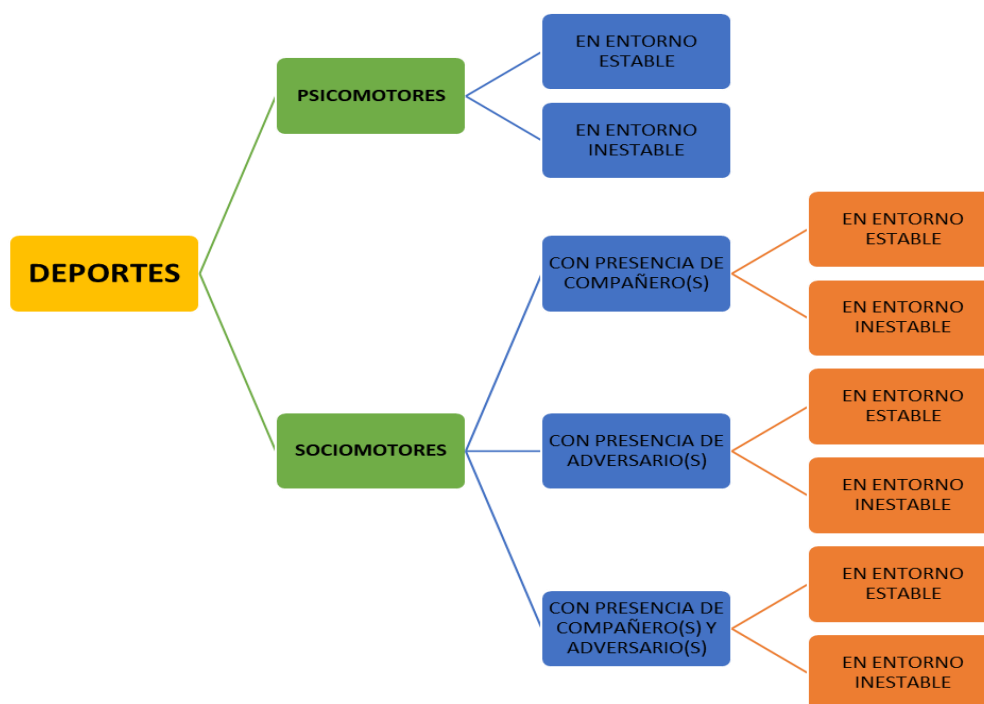 DEPORTES
PSICOMOTORES
EN ENTORNO
ESTABLE
EN ENTORNO
INESTABLE
SOCIOMOTORES
CON PRESENCIA DE
COMPAÑERO(S)
EN ENTORNO
ESTABLE
EN ENTORNO
INESTABLE
CON PRESENCIA DE
ADVERSARIO(S)
EN ENTORNO
ESTABLE
EN ENTORNO
INESTABLE
CON PRESENCIA DE
COMPAÑERO(S) Y
ADVERSARIO(S)
EN ENTORNO
ESTABLE
EN ENTORNO
INESTABLE